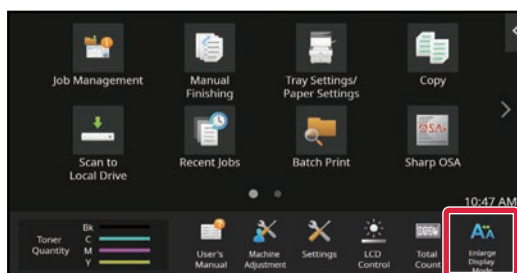 Job Management
Manual
Finishing
Tray Settings/
Paper Settings
Copy
Scan to
Local Drive
Recent Jobs
Batch Print
Sharp OSA
10:47 AM
Toner
Quantity
Bk
C
M
Y
User's
Manual
Machine
Adjustment
Settings
LCD
Control
Total
Count
Enlarge
Display
Mode